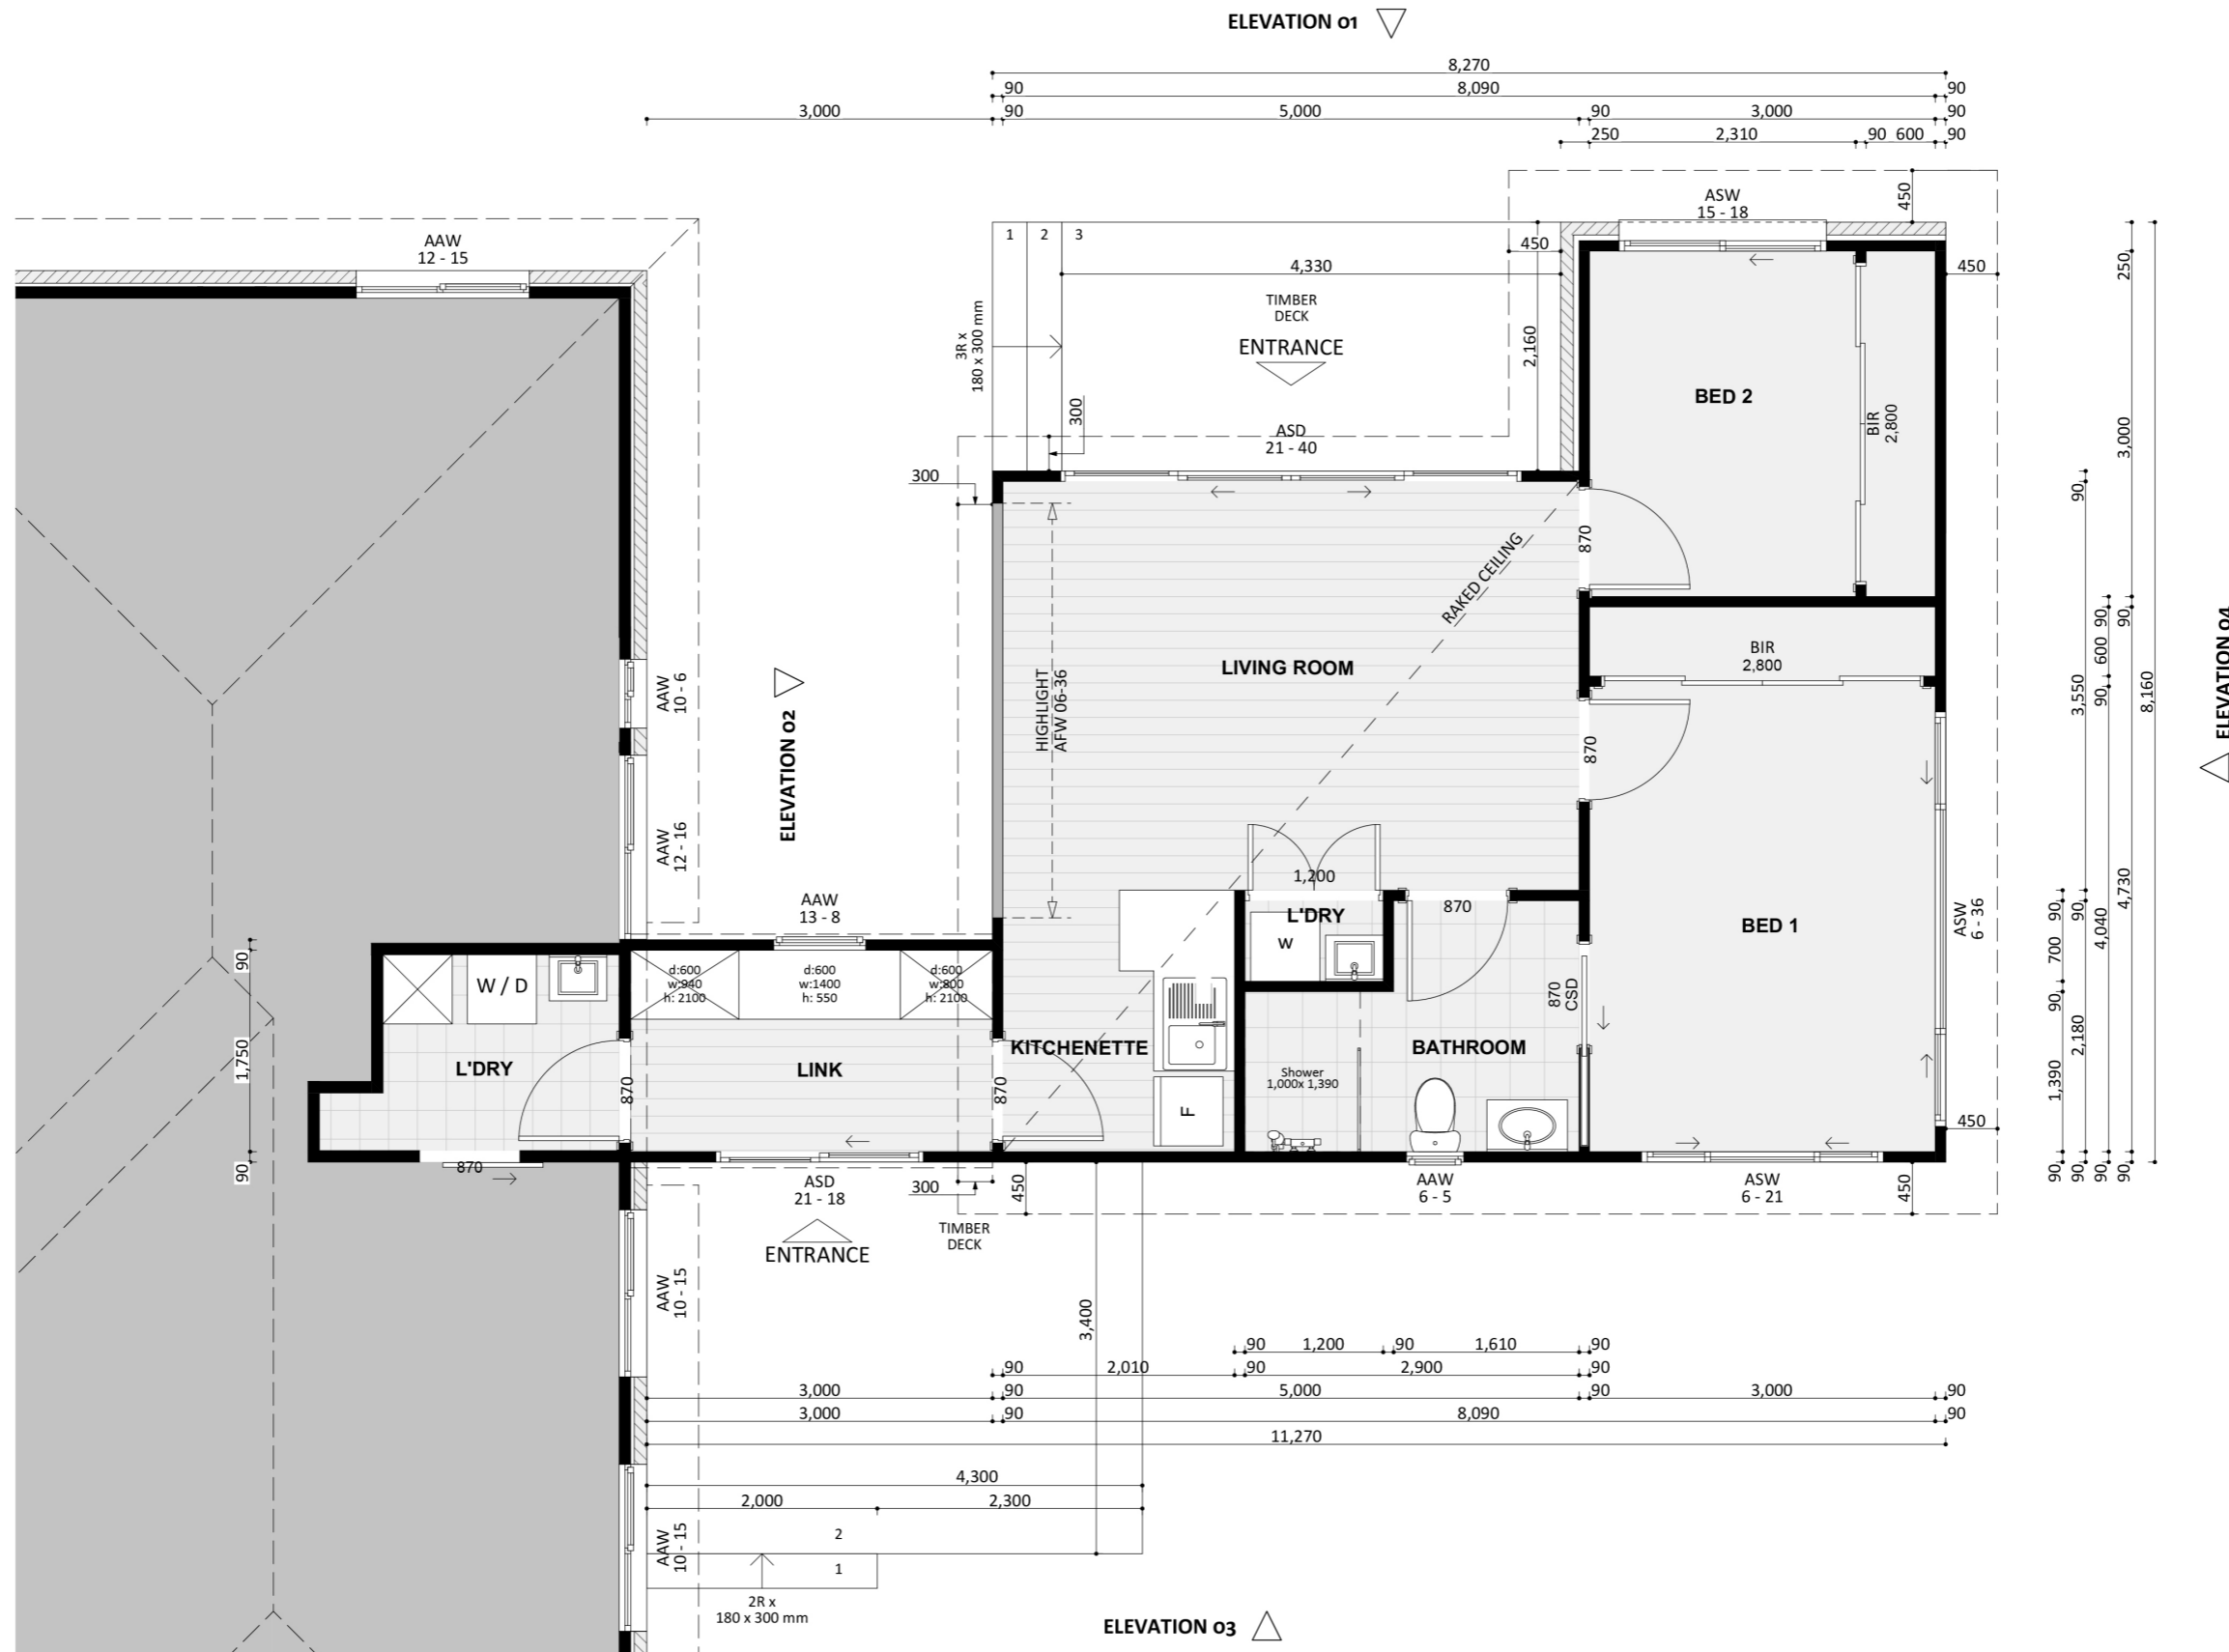 ELEVATION 01
8,270
90 8,090 90
3,000 90 5,000 90 3,000 90
250 2,310 90 600 90
450
ASW
15 - 18
AAW
12 - 15
1 2 3
450
4,330
450
250
TIMBER
DECK
ENTRANCE
3R x
180 x 300 mm
2,160
300
ASD
21 - 40
BED 2
BIR
2,800
3,000
300
90
870
RAKED CEILING
ELEVATION 04
90
600
90
90
BIR
2,800
LIVING ROOM
AAW
10 - 6
HIGHLIGHT
AFW 06-36
ELEVATION 02
3,550
8,160
870
AAW
12 - 16
1,200
870
L'DRY
W
AAW
13 - 8
BED 1
ASW
6 - 36
90
90
4,730
4,040
700
90
2,180
1,390
90
W / D
d:600
w:940
h: 2100
d:600
w:1400
h: 550
d:600
w:800
h: 2100
870
CSD
KITCHENETTE
BATHROOM
L'DRY
LINK
Shower
1,000x 1,390
1,750
870
870
F
450
90
870
ASD
21 - 18
300
450
AAW
6 - 5
ASW
6 - 21
450
90
90
90
90
TIMBER
DECK
ENTRANCE
AAW
10 - 15
3,400
90 1,200 90 1,610 90
90 2,010 90 2,900 90
3,000 90 5,000 90 3,000 90
3,000 90 8,090 90
11,270
4,300
2,000 2,300
AAW
10 - 15
2
1
2R x
180 x 300 mm
ELEVATION 03